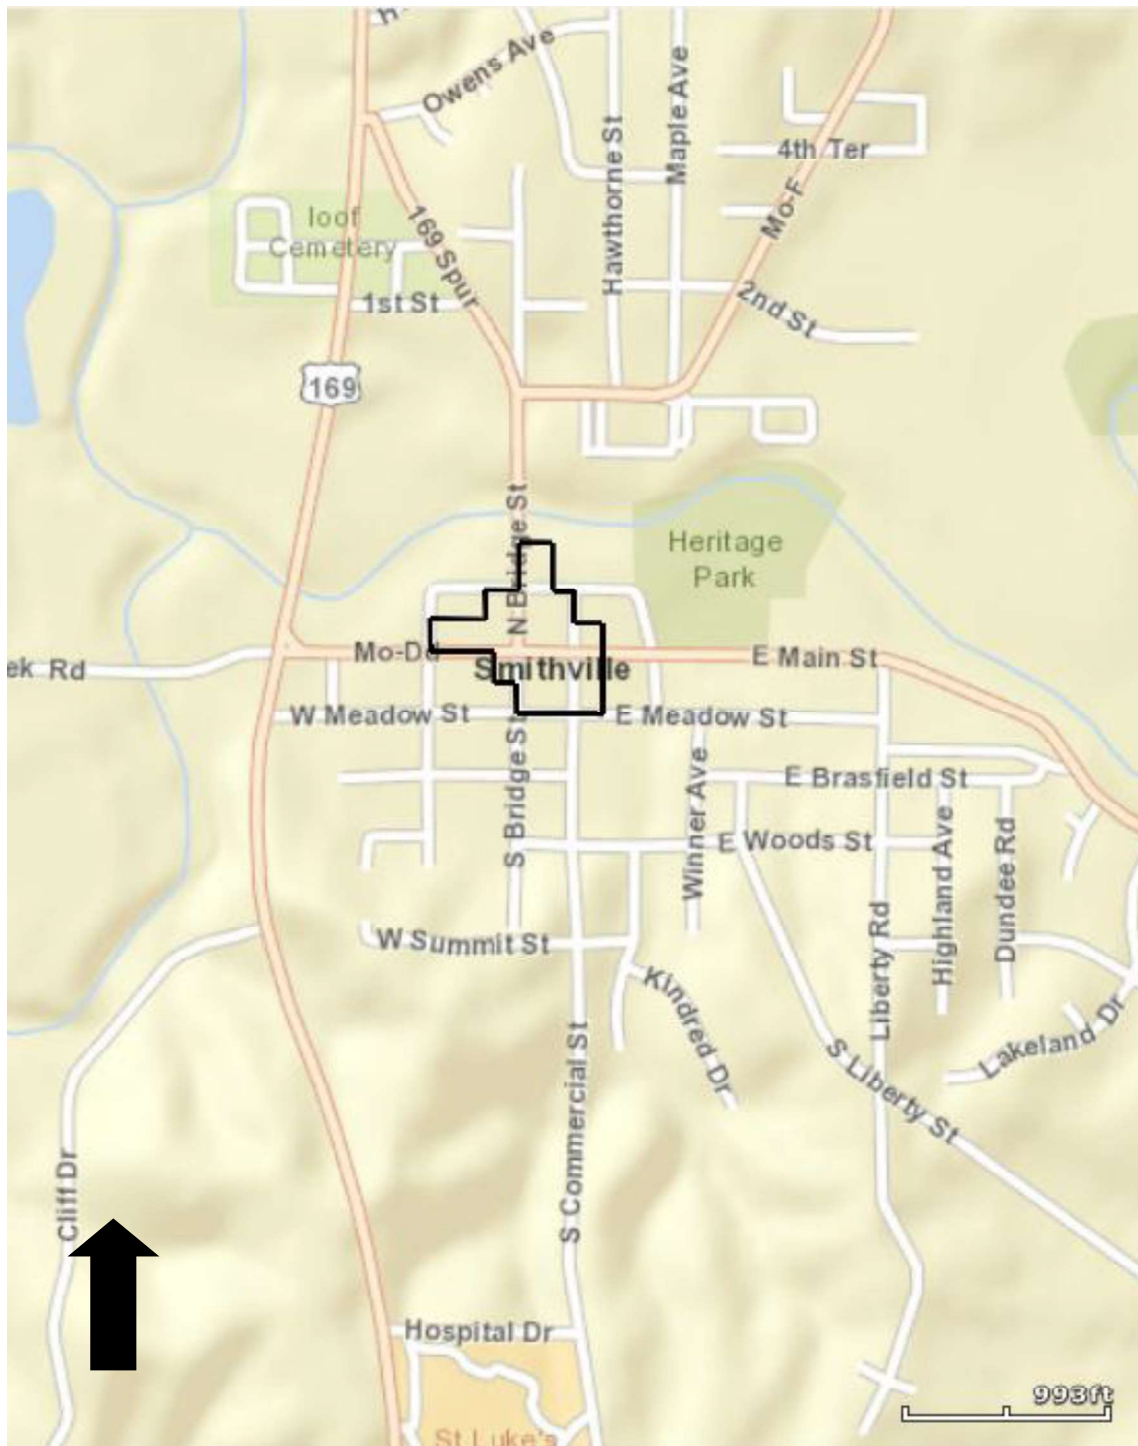 H
Owens Ave
Hawthorne St
Maple Ave
4th Ter
Mo-F
Ioof
Cemetery
169 Spur
1st St
2nd St
169
N Bridge St
Heritage
Park
Mo-Dd
E Main St
ek Rd
Smithville
W Meadow St
E Meadow St
S Bridge St
Winner Ave
E Brasfield St
E Woods St
Highland Ave
Dundee Rd
Liberty Rd
W Summit St
Kindred Dr
Lakeland Dr
S Liberty St
S Commercial St
Cliff Dr
Hospital Dr
993ft
St Luke's